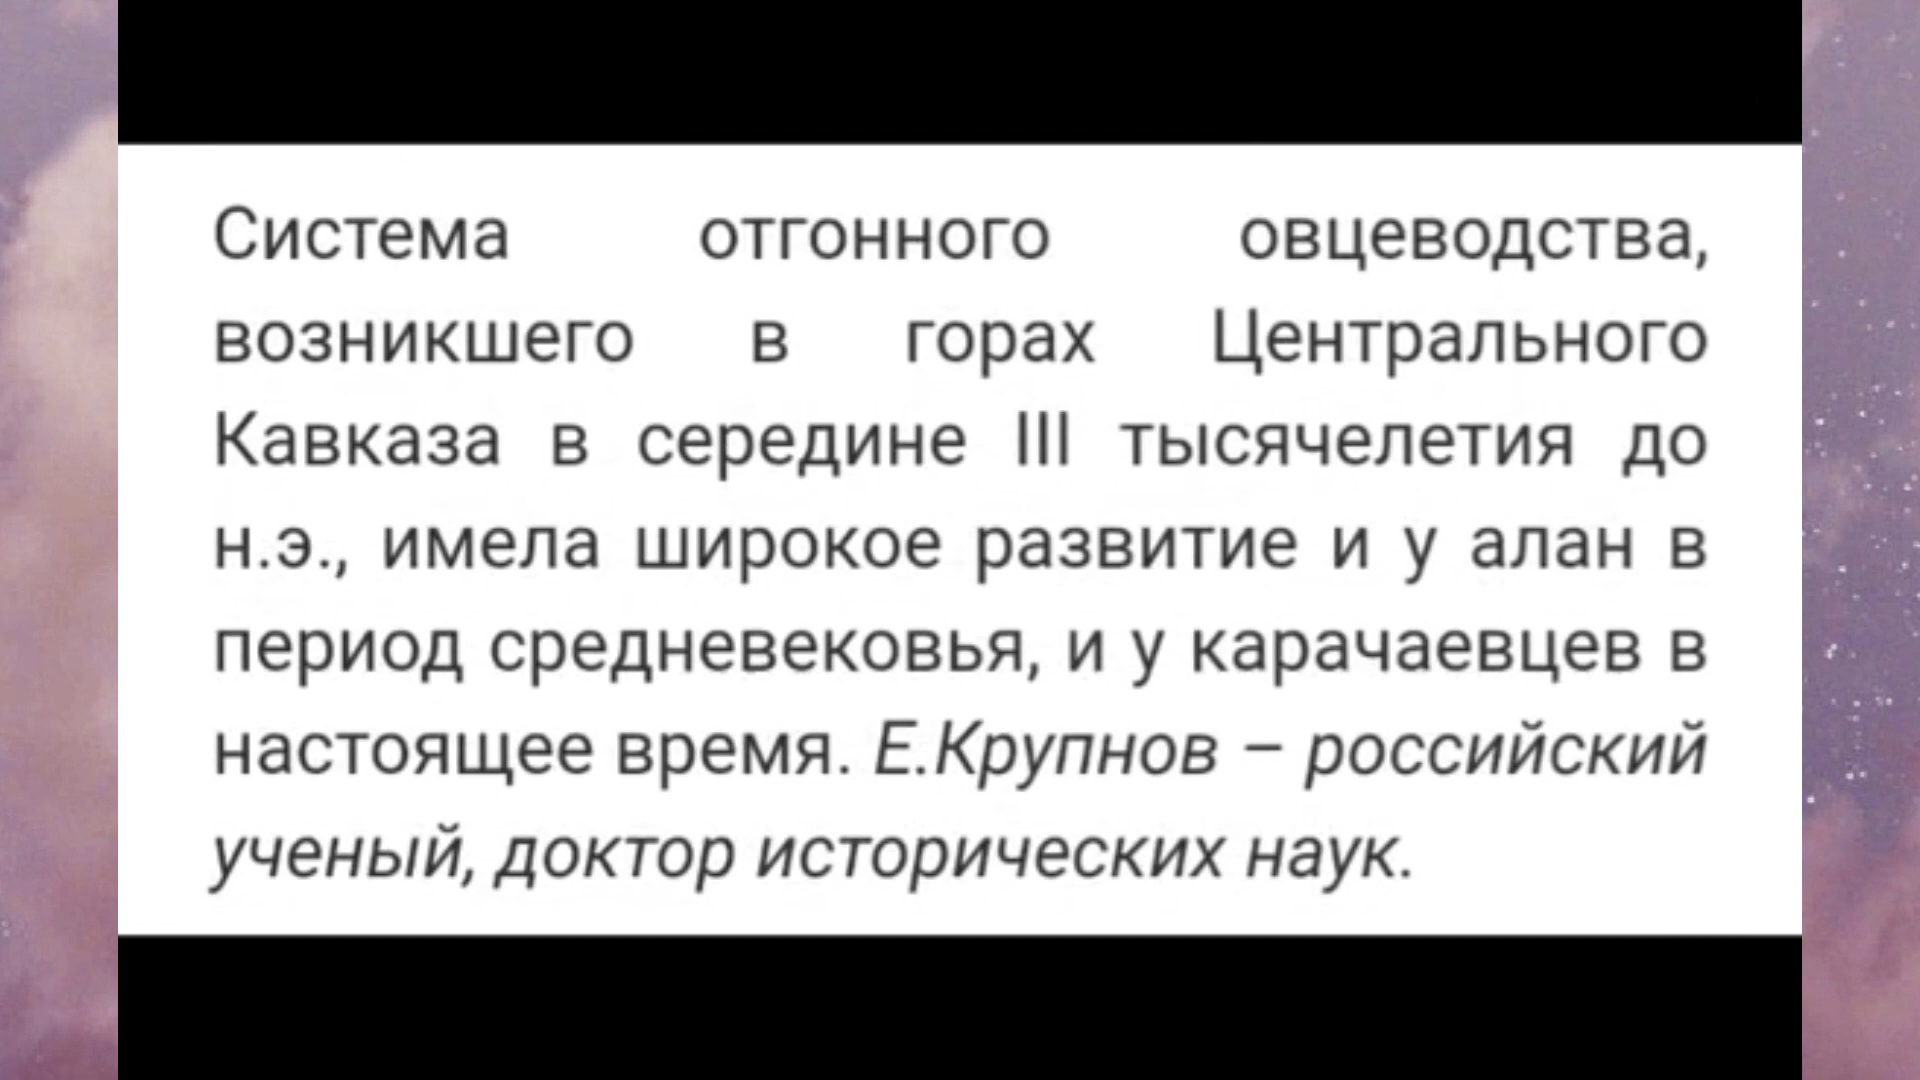 Система отгонного овцеводства,
возникшего в горах Центрального
Кавказа в середине III тысячелетия до
н.э., имела широкое развитие и у алан в
период средневековья, и у карачаевцев в
настоящее время. Е.Крупнов – российский
ученый, доктор исторических наук.